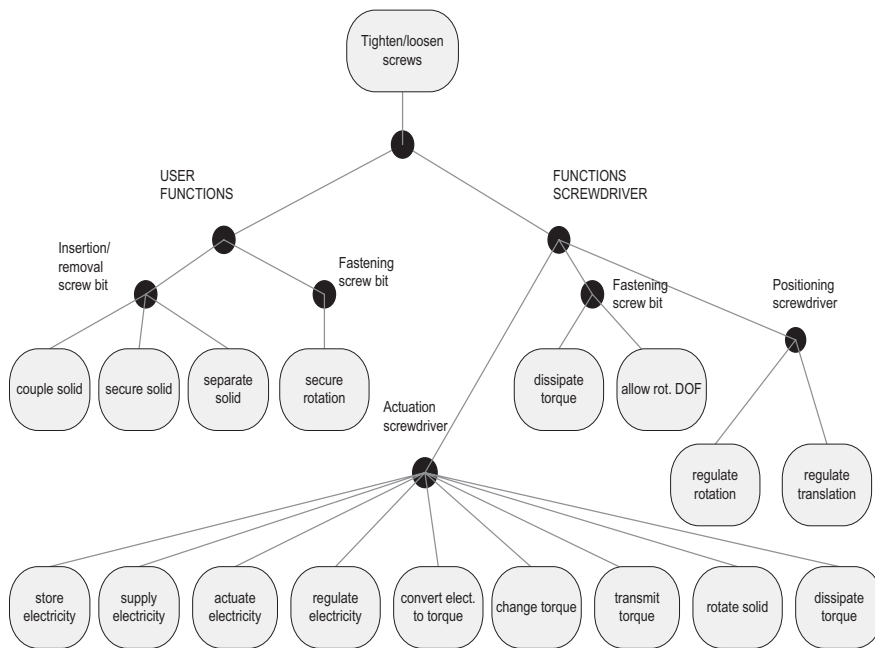 Tighten/loosen
screws
USER
FUNCTIONS
FUNCTIONS
SCREWDRIVER
Insertion/
removal
screw bit
Fastening
screw bit
Fastening
screw bit
Positioning
screwdriver
couple solid
secure solid
separate
solid
secure
rotation
Actuation
screwdriver
dissipate
torque
allow rot. DOF
regulate
rotation
regulate
translation
store
electricity
supply
electricity
actuate
electricity
regulate
electricity
convert elect.
to torque
change torque
transmit
torque
rotate solid
dissipate
torque